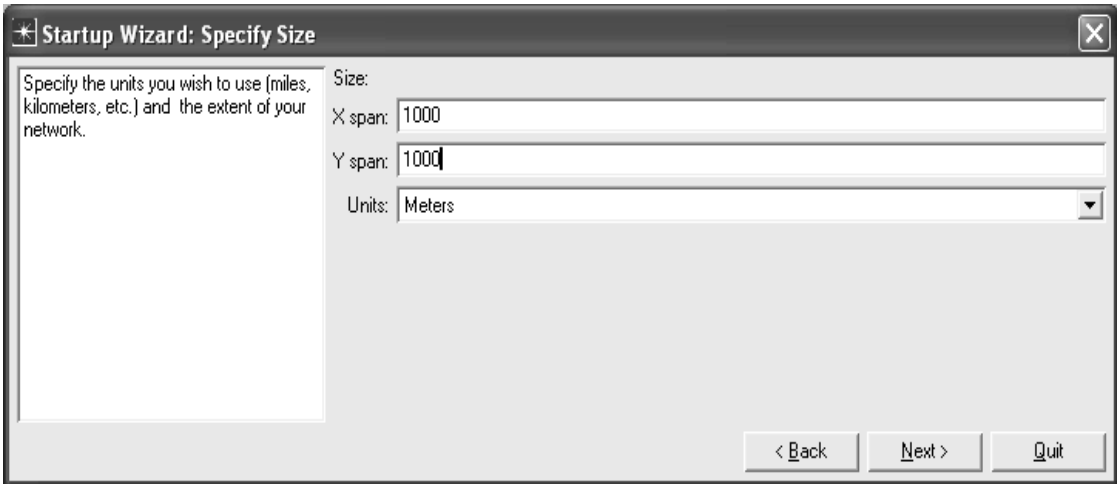 Startup Wizard: Specify Size
Specify the units you wish to use (miles,
kilometers, etc.) and the extent of your
network.
Size:
X span: 1000
Y span: 1000
Units: Meters
< Back Next > Quit